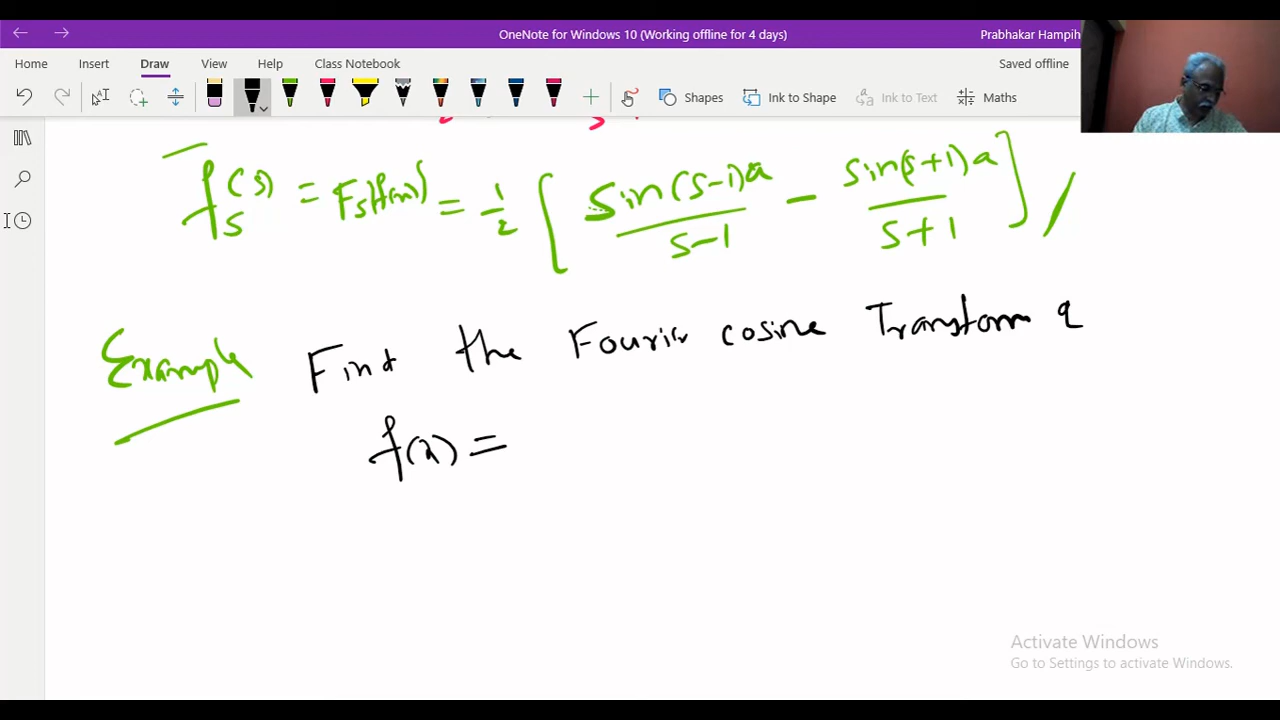 OneNote for Windows 10 (Working offline for 4 days)
Prabhakar Hampih
Home Insert Draw View Help Class Notebook Saved offline
Shapes Ink to Shape Ink to Text Maths
f̄s(s) = Fs{f(x)} = 1/2 [ sin(s-1)a / s-1 - sin(s+1)a / s+1 ] /
Example Find the Fourier cosine Transform of
f(x) =
Activate Windows
Go to Settings to activate Windows.